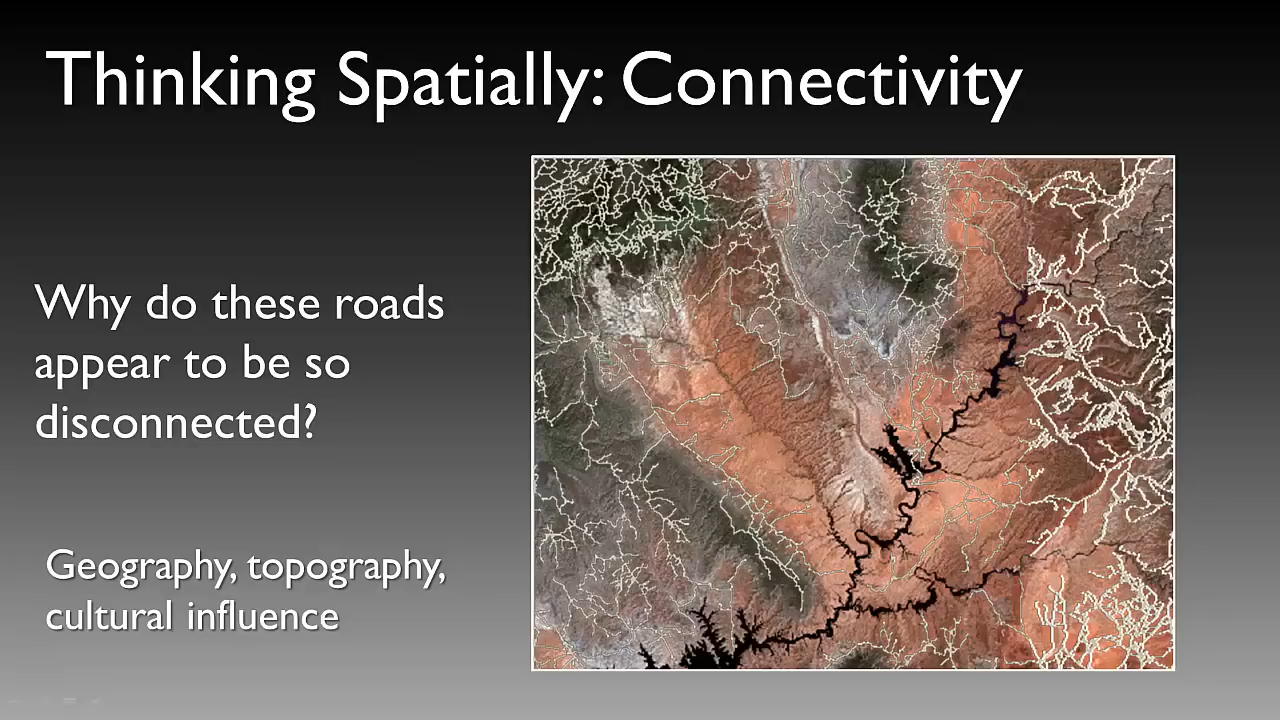 Thinking Spatially: Connectivity
Why do these roads
appear to be so
disconnected?
Geography, topography,
cultural influence